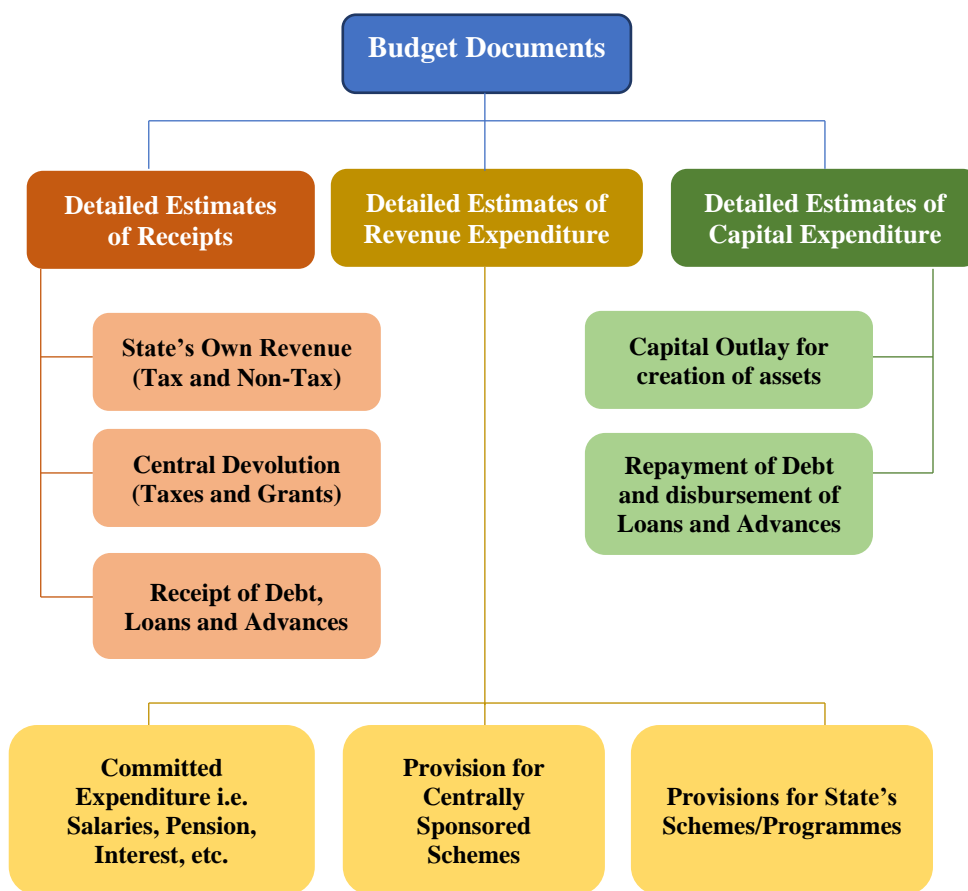 Budget Documents
Detailed Estimates
of Receipts
Detailed Estimates of
Revenue Expenditure
Detailed Estimates of
Capital Expenditure
State’s Own Revenue
(Tax and Non-Tax)
Central Devolution
(Taxes and Grants)
Receipt of Debt,
Loans and Advances
Capital Outlay for
creation of assets
Repayment of Debt
and disbursement of
Loans and Advances
Committed
Expenditure i.e.
Salaries, Pension,
Interest, etc.
Provision for
Centrally
Sponsored
Schemes
Provisions for State’s
Schemes/Programmes